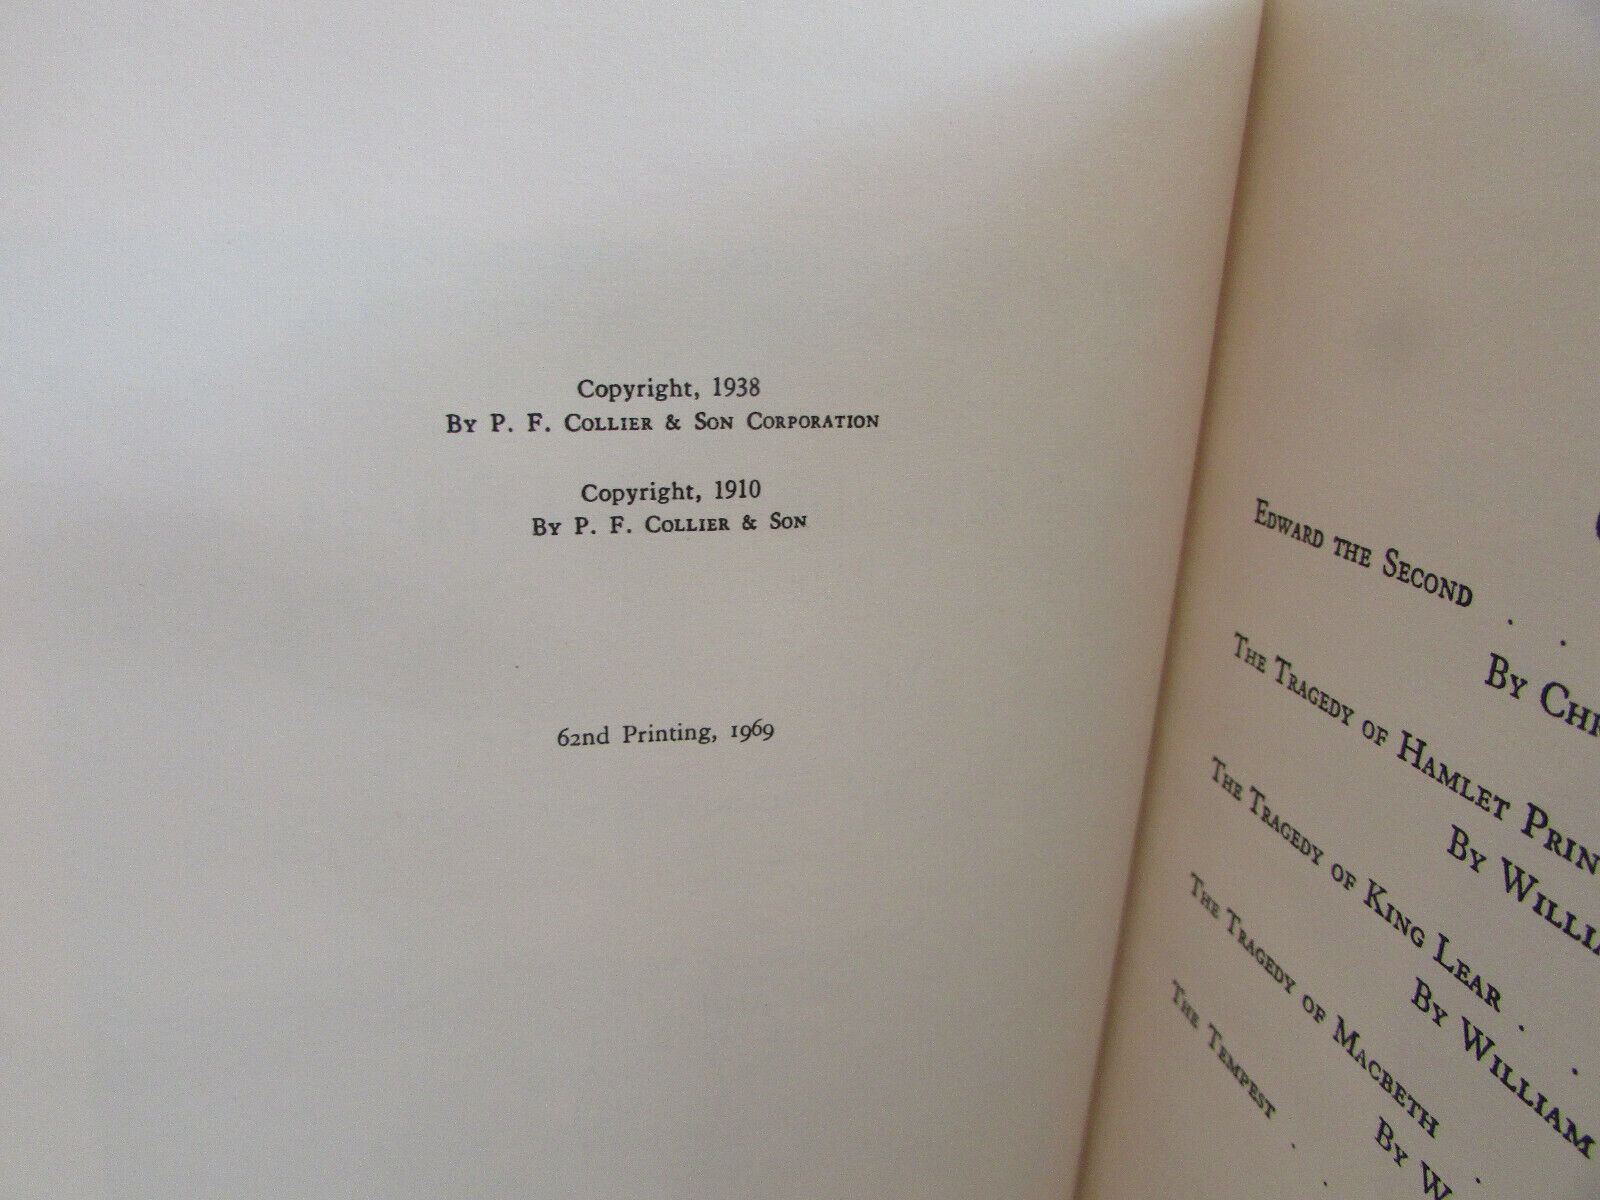 Copyright, 1938
By P. F. Collier & Son Corporation
Copyright, 1910
By P. F. Collier & Son
62nd Printing, 1969
Edward the Second . .
By
The Tragedy of Hamlet
By
The Tragedy of King Lear . .
By William
The Tragedy of Macbeth .
By
The Tempest . .